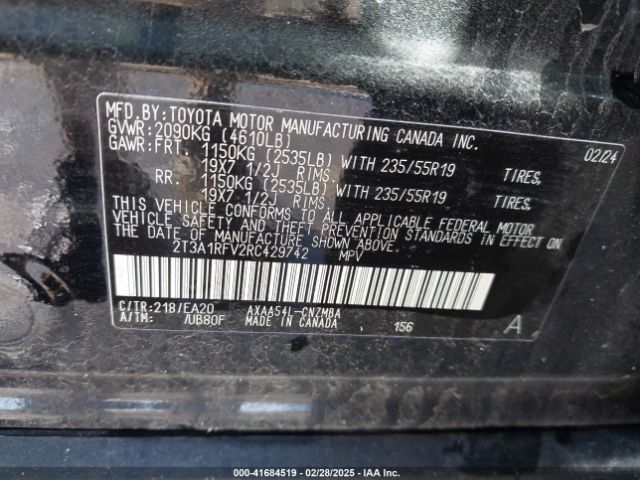 MFD.BY:TOYOTA MOTOR MANUFACTURING CANADA INC.
GVWR:2090KG (4610LB) 02/24
GAWR:FRT. 1150KG (2535LB) WITH 235/55R19 TIRES,
19X7 1/2J RIMS.
RR. 1150KG (2535LB) WITH 235/55R19 TIRES,
19X7 1/2J RIMS.
THIS VEHICLE CONFORMS TO ALL APPLICABLE FEDERAL MOTOR
VEHICLE SAFETY AND THEFT PREVENTION STANDARDS IN EFFECT ON
THE DATE OF MANUFACTURE SHOWN ABOVE.
2T3A1RFV2RC429742 MPV
C/TR:218/EA20 AXAA54L-CNZMBA
A/TM: /UB80F MADE IN CANADA 156 A
000-41684519 - 02/28/2025 - IAAI.COM